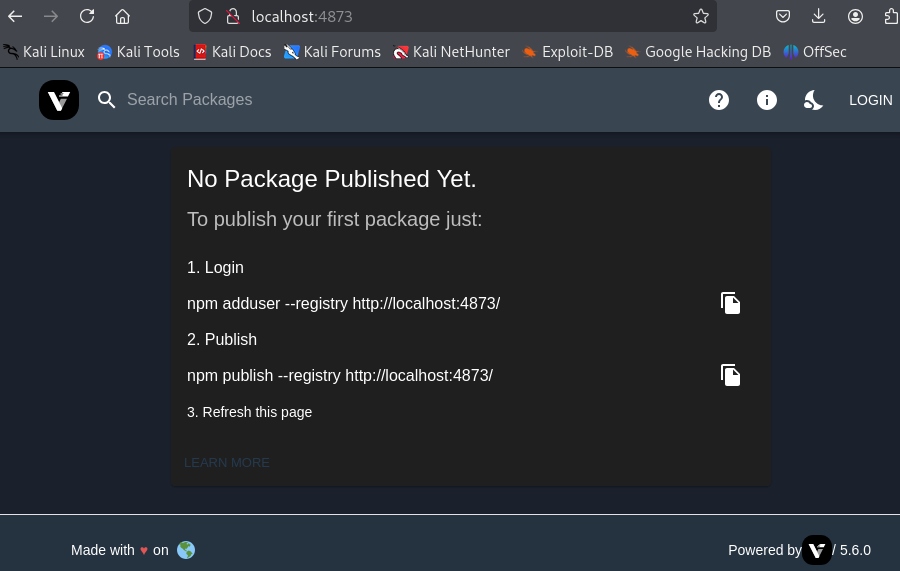 localhost:4873
Kali Linux Kali Tools Kali Docs Kali Forums Kali NetHunter Exploit-DB Google Hacking DB OffSec
Search Packages LOGIN
No Package Published Yet.
To publish your first package just:
1. Login
npm adduser --registry http://localhost:4873/
2. Publish
npm publish --registry http://localhost:4873/
3. Refresh this page
LEARN MORE
Made with ♥ on Powered by / 5.6.0